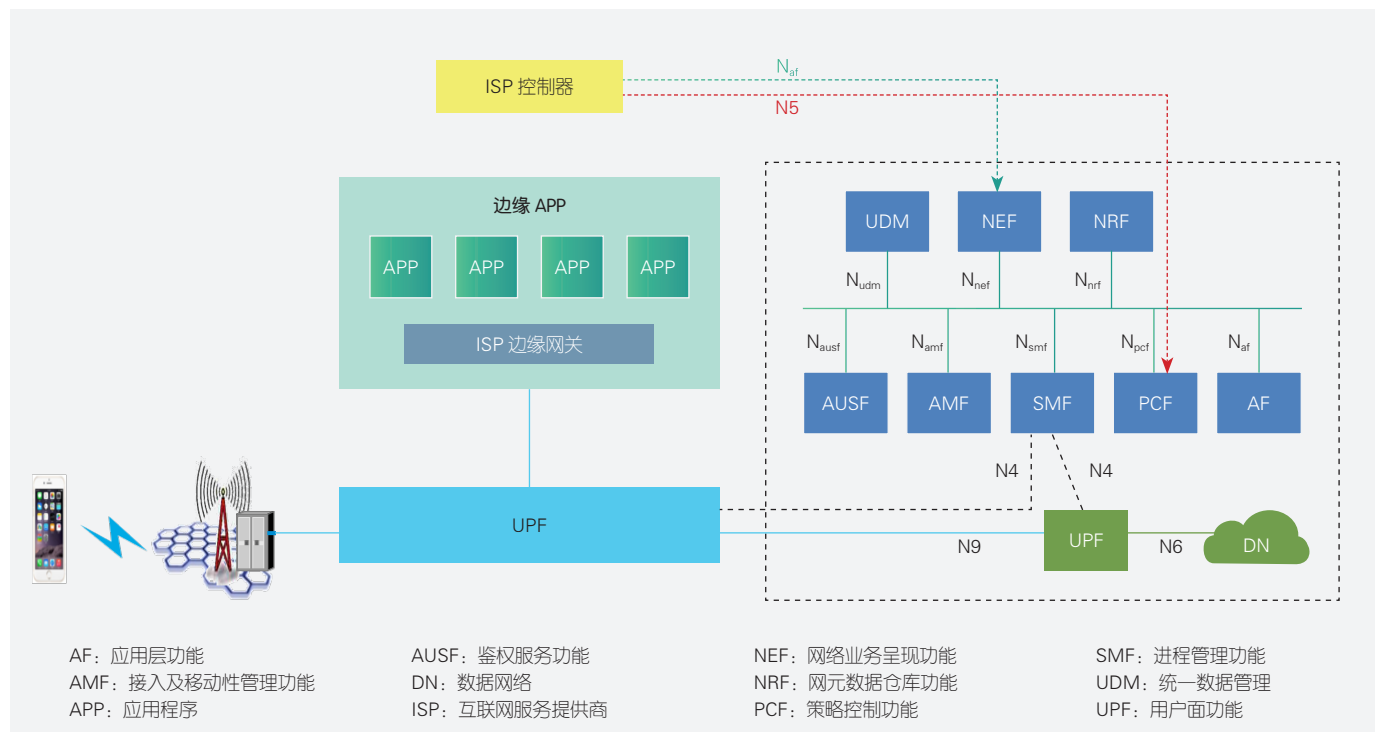 ISP 控制器
Naf
N5
边缘 APP
APP APP APP APP
ISP 边缘网关
UDM NEF NRF
Nudm Nnef Nnrf
Nausf Namf Nsmf Npcf Naf
AUSF AMF SMF PCF AF
N4 N4
UPF
N9
UPF
N6
DN
AF：应用层功能
AMF：接入及移动性管理功能
APP：应用程序
AUSF：鉴权服务功能
DN：数据网络
ISP：互联网服务提供商
NEF：网络业务呈现功能
NRF：网元数据仓库功能
PCF：策略控制功能
SMF：进程管理功能
UDM：统一数据管理
UPF：用户面功能